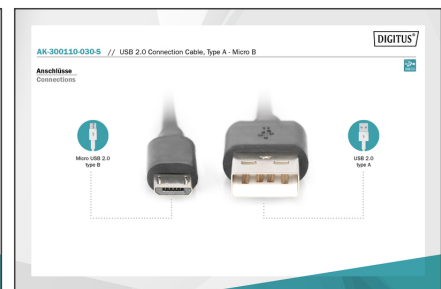 DIGITUS®
AK-300110-030-S // USB 2.0 Connection Cable, Type A - Micro B
Anschlüsse
Connections
Micro USB 2.0
type B
USB 2.0
type A